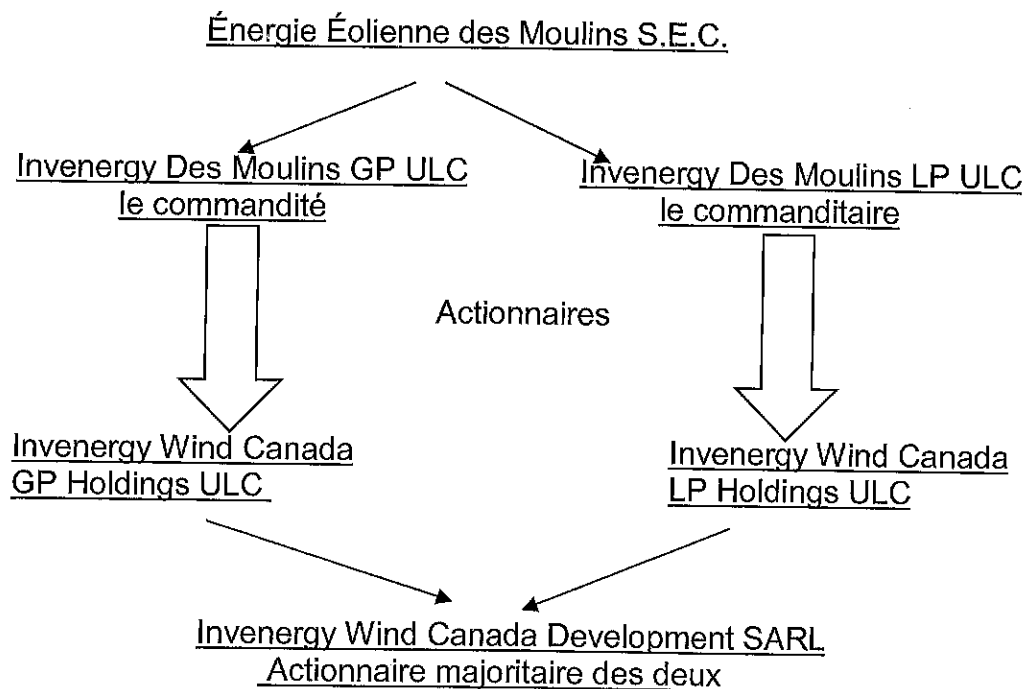 Énergie Éolienne des Moulins S.E.C.
Invenergy Des Moulins GP ULC
le commandité
Invenergy Des Moulins LP ULC
le commanditaire
Actionnaires
Invenergy Wind Canada
GP Holdings ULC
Invenergy Wind Canada
LP Holdings ULC
Invenergy Wind Canada Development SARL
Actionnaire majoritaire des deux